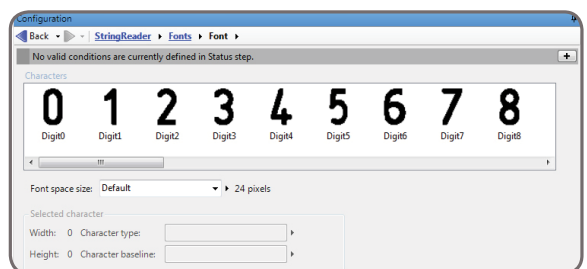 Configuration
Back StringReader Fonts Font
No valid conditions are currently defined in Status step.
Characters
0 1 2 3 4 5 6 7 8
Digit0 Digit1 Digit2 Digit3 Digit4 Digit5 Digit6 Digit7 Digit8
Font space size: Default 24 pixels
Selected character
Width: 0 Character type:
Height: 0 Character baseline: